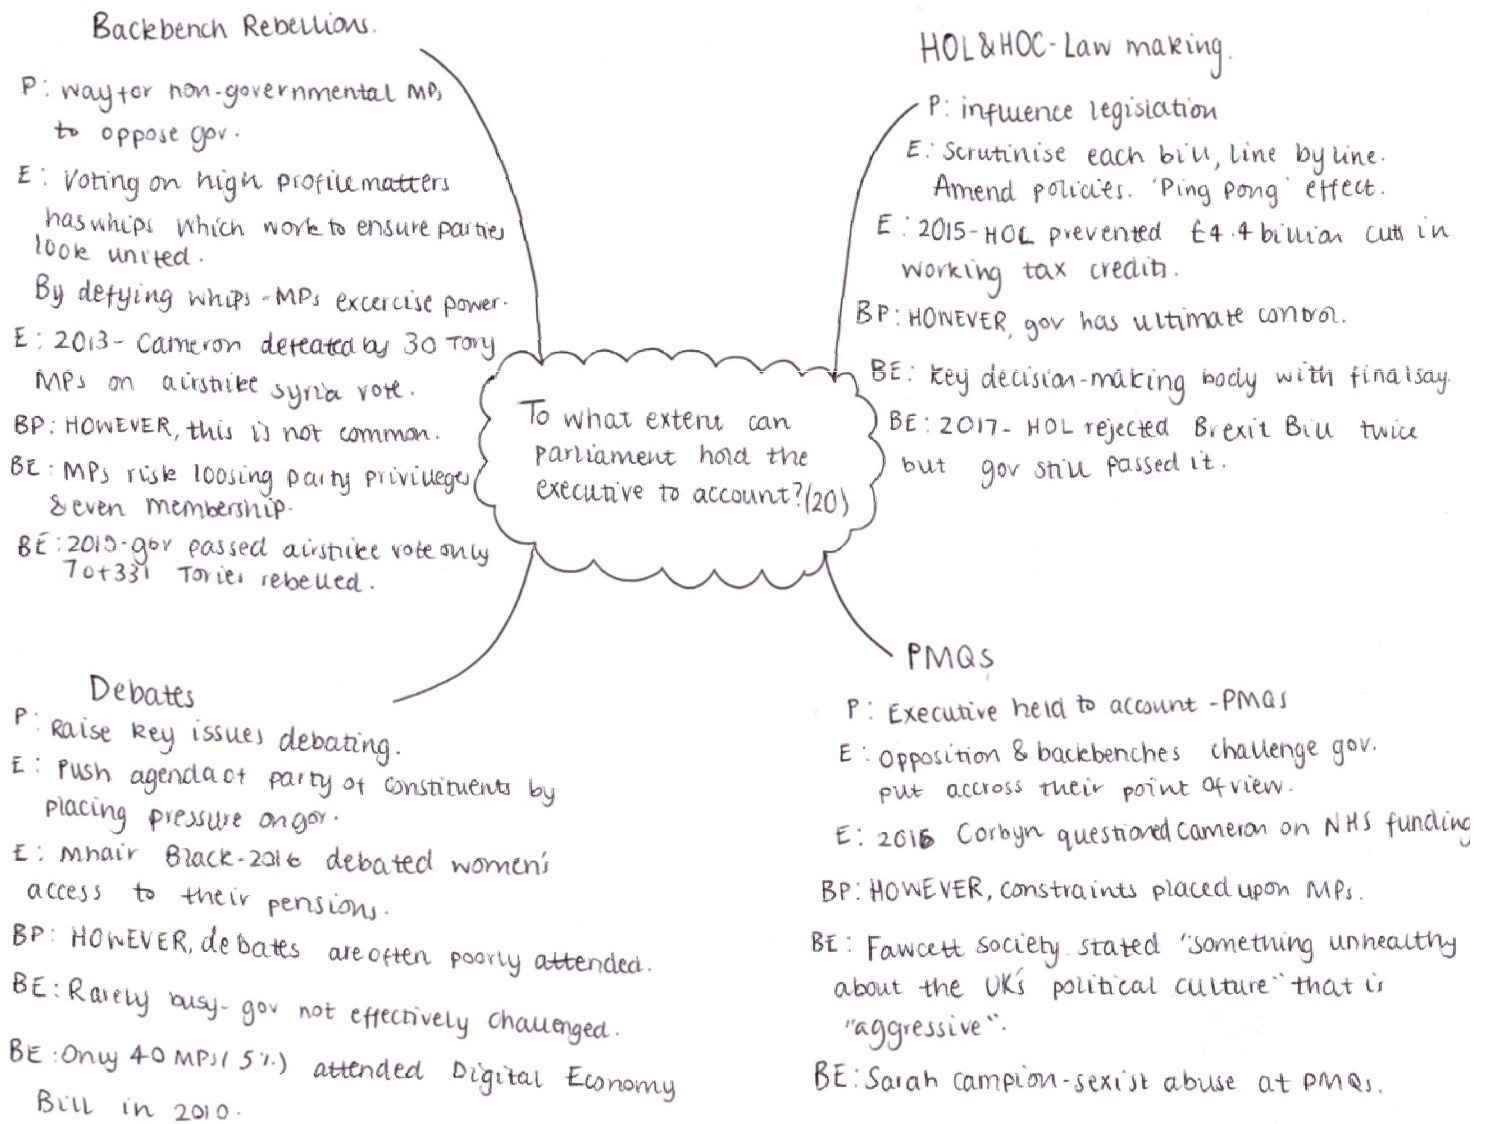 Backbench Rebellions.
P: way for non-governmental MPs
to oppose gov.
E: Voting on high profile matters
has whips which work to ensure parties
look united.
By defying whips - MPs excercise power.
E: 2013- Cameron defeated by 30 Tory
MPs on airstrike syria vote.
BP: HOWEVER, this is not common.
BE: MPs risk loosing party privilleges
& even membership.
BE: 2015-gov passed airstrike vote only
7 of 331 Tories rebelled.
HOL&HOC-Law making.
P: influence legislation
E: Scrutinise each bill, line by line.
Amend policies. 'Ping pong' effect.
E: 2015-HOL prevented £4.4 billion cuts in
working tax credits.
BP: HOWEVER, gov has ultimate control.
BE: key decision-making body with final say.
BE: 2017- HOL rejected Brexit Bill twice
but gov still passed it.
To what extent can
parliament hold the
executive to account? (20)
Debates
P: Raise key issues debating.
E: Push agenda of party of constituents by
placing pressure on gov.
E: Mhair Black-2016 debated women's
access to their pensions.
BP: HOWEVER, debates are often poorly attended.
BE: Rarely busy- gov not effectively challenged.
BE: Only 40 MPs (5%) attended Digital Economy
Bill in 2010.
PMQs
P: Executive held to account -PMQs
E: Opposition & backbenches challenge gov.
put accross their point of view.
E: 2016 Corbyn questioned Cameron on NHS funding
BP: HOWEVER, constraints placed upon MPs.
BE: Fawcett society stated "something unhealthy
about the UK's political culture" that is
"aggressive".
BE: Sarah campion-sexist abuse at PMQs.